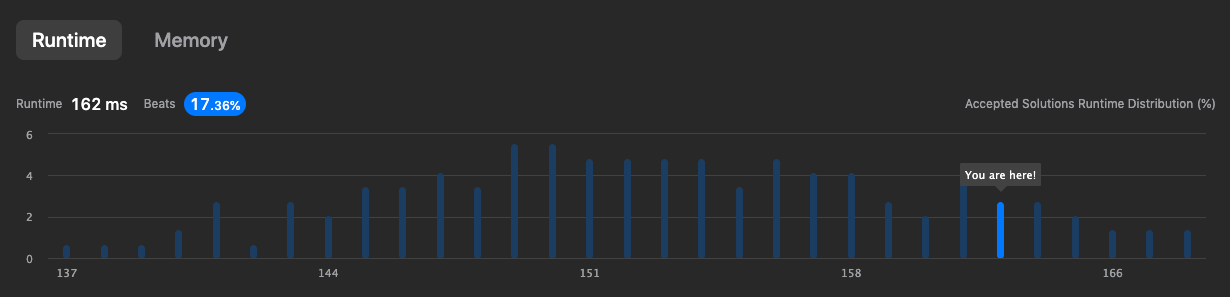 Runtime Memory
Runtime 162 ms Beats 17.36% Accepted Solutions Runtime Distribution (%)
6
4
You are here!
2
0
137 144 151 158 166